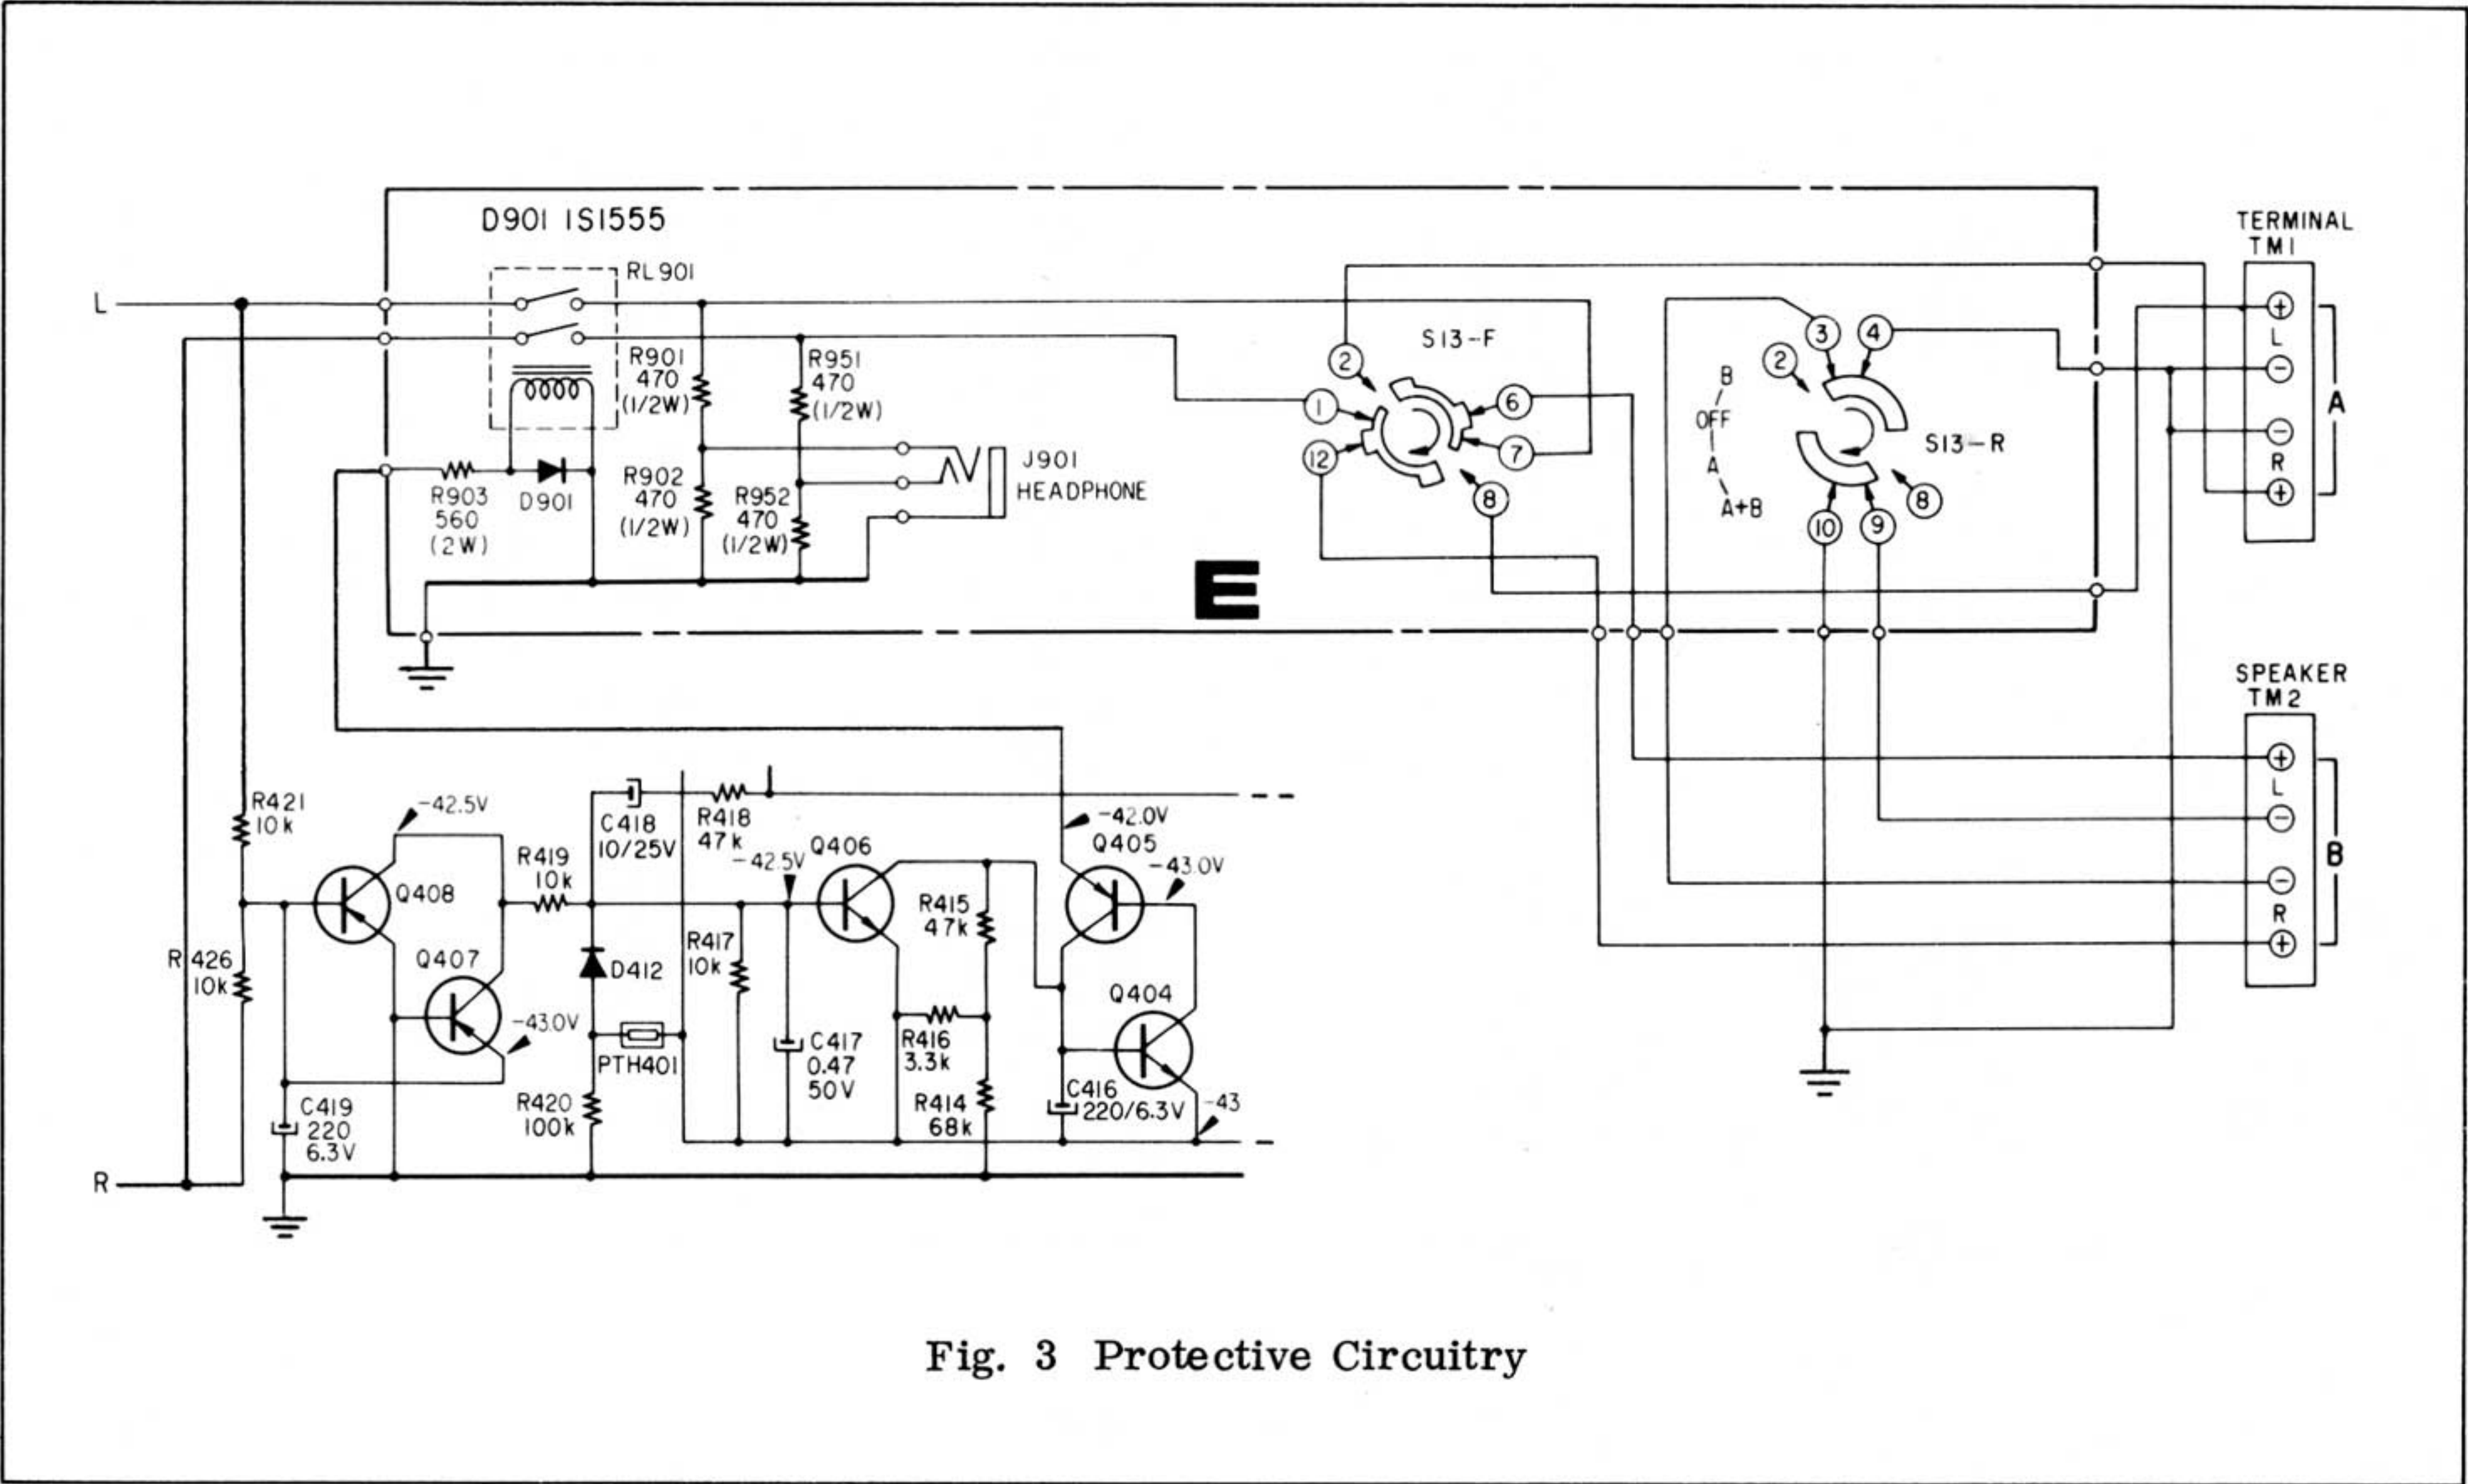 D901 1S1555
RL901
L
R901
470
(1/2W)
R951
470
(1/2W)
R902
470
(1/2W)
R952
470
(1/2W)
R903
560
(2W)
D901
J901
HEADPHONE
E
S13-F
2
1
12
6
7
8
B
OFF
A
A+B
2
3
4
S13-R
10
9
8
TERMINAL
TM1
+
L
−
−
R
+
A
SPEAKER
TM2
+
L
−
−
R
+
B
R421
10k
-42.5V
Q408
R419
10k
C418
10/25V
R418
47k
-42.5V
Q406
-42.0V
Q405
-43.0V
R426
10k
Q407
-43.0V
D412
R417
10k
R415
47k
PTH401
C417
0.47
50V
R416
3.3k
Q404
C419
220
6.3V
R420
100k
R414
68k
C416
220/6.3V
-43
R
Fig. 3 Protective Circuitry